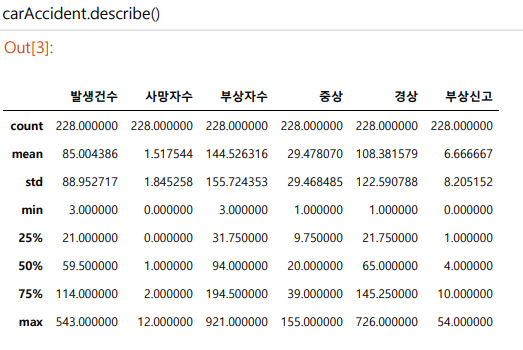 carAccident.describe()
Out[3]:
발생건수 사망자수 부상자수 중상 경상 부상신고
count 228.000000 228.000000 228.000000 228.000000 228.000000 228.000000
mean 85.004386 1.517544 144.526316 29.478070 108.381579 6.666667
std 88.952717 1.845258 155.724353 29.468485 122.590788 8.205152
min 3.000000 0.000000 3.000000 1.000000 1.000000 0.000000
25% 21.000000 0.000000 31.750000 9.750000 21.750000 1.000000
50% 59.500000 1.000000 94.000000 20.000000 65.000000 4.000000
75% 114.000000 2.000000 194.500000 39.000000 145.250000 10.000000
max 543.000000 12.000000 921.000000 155.000000 726.000000 54.000000